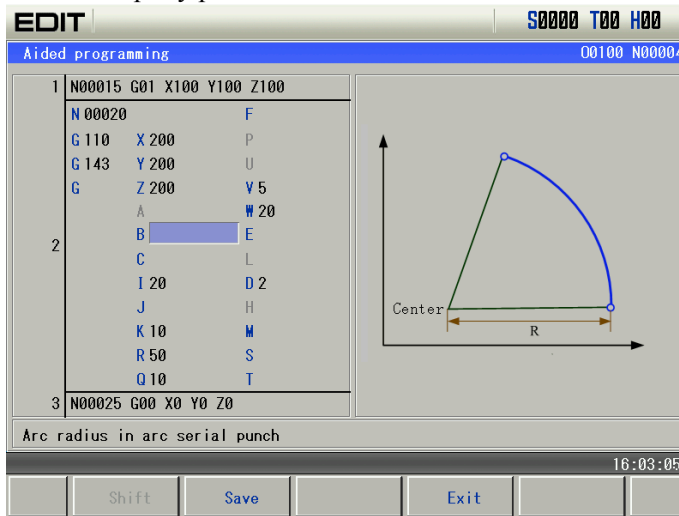 EDIT S0000 T00 H00
Aided programming O0100 N00004
1 N00015 G01 X100 Y100 Z100
N 00020 F
G 110 X 200 P
G 143 Y 200 U
G Z 200 V 5
A W 20
B E
2
C L
I 20 D 2
J H
K 10 M
R 50 S
Q 10 T
3 N00025 G00 X0 Y0 Z0
Center
R
Arc radius in arc serial punch
16:03:05
Shift Save Exit